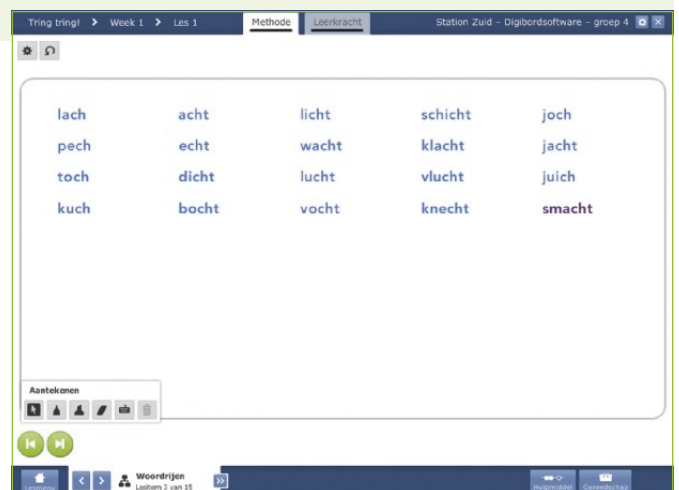 Tring tring! > Week 1 > Les 1 Methode Leerkracht Station Zuid – Digibordsoftware – groep 4
lach acht licht schicht joch
pech echt wacht klacht jacht
toch dicht lucht vlucht juich
kuch bocht vocht knecht smacht
Aantekenen
Woordrijen
Lesmenu Lesitem 3 van 15 Hulpmiddel Gereedschap